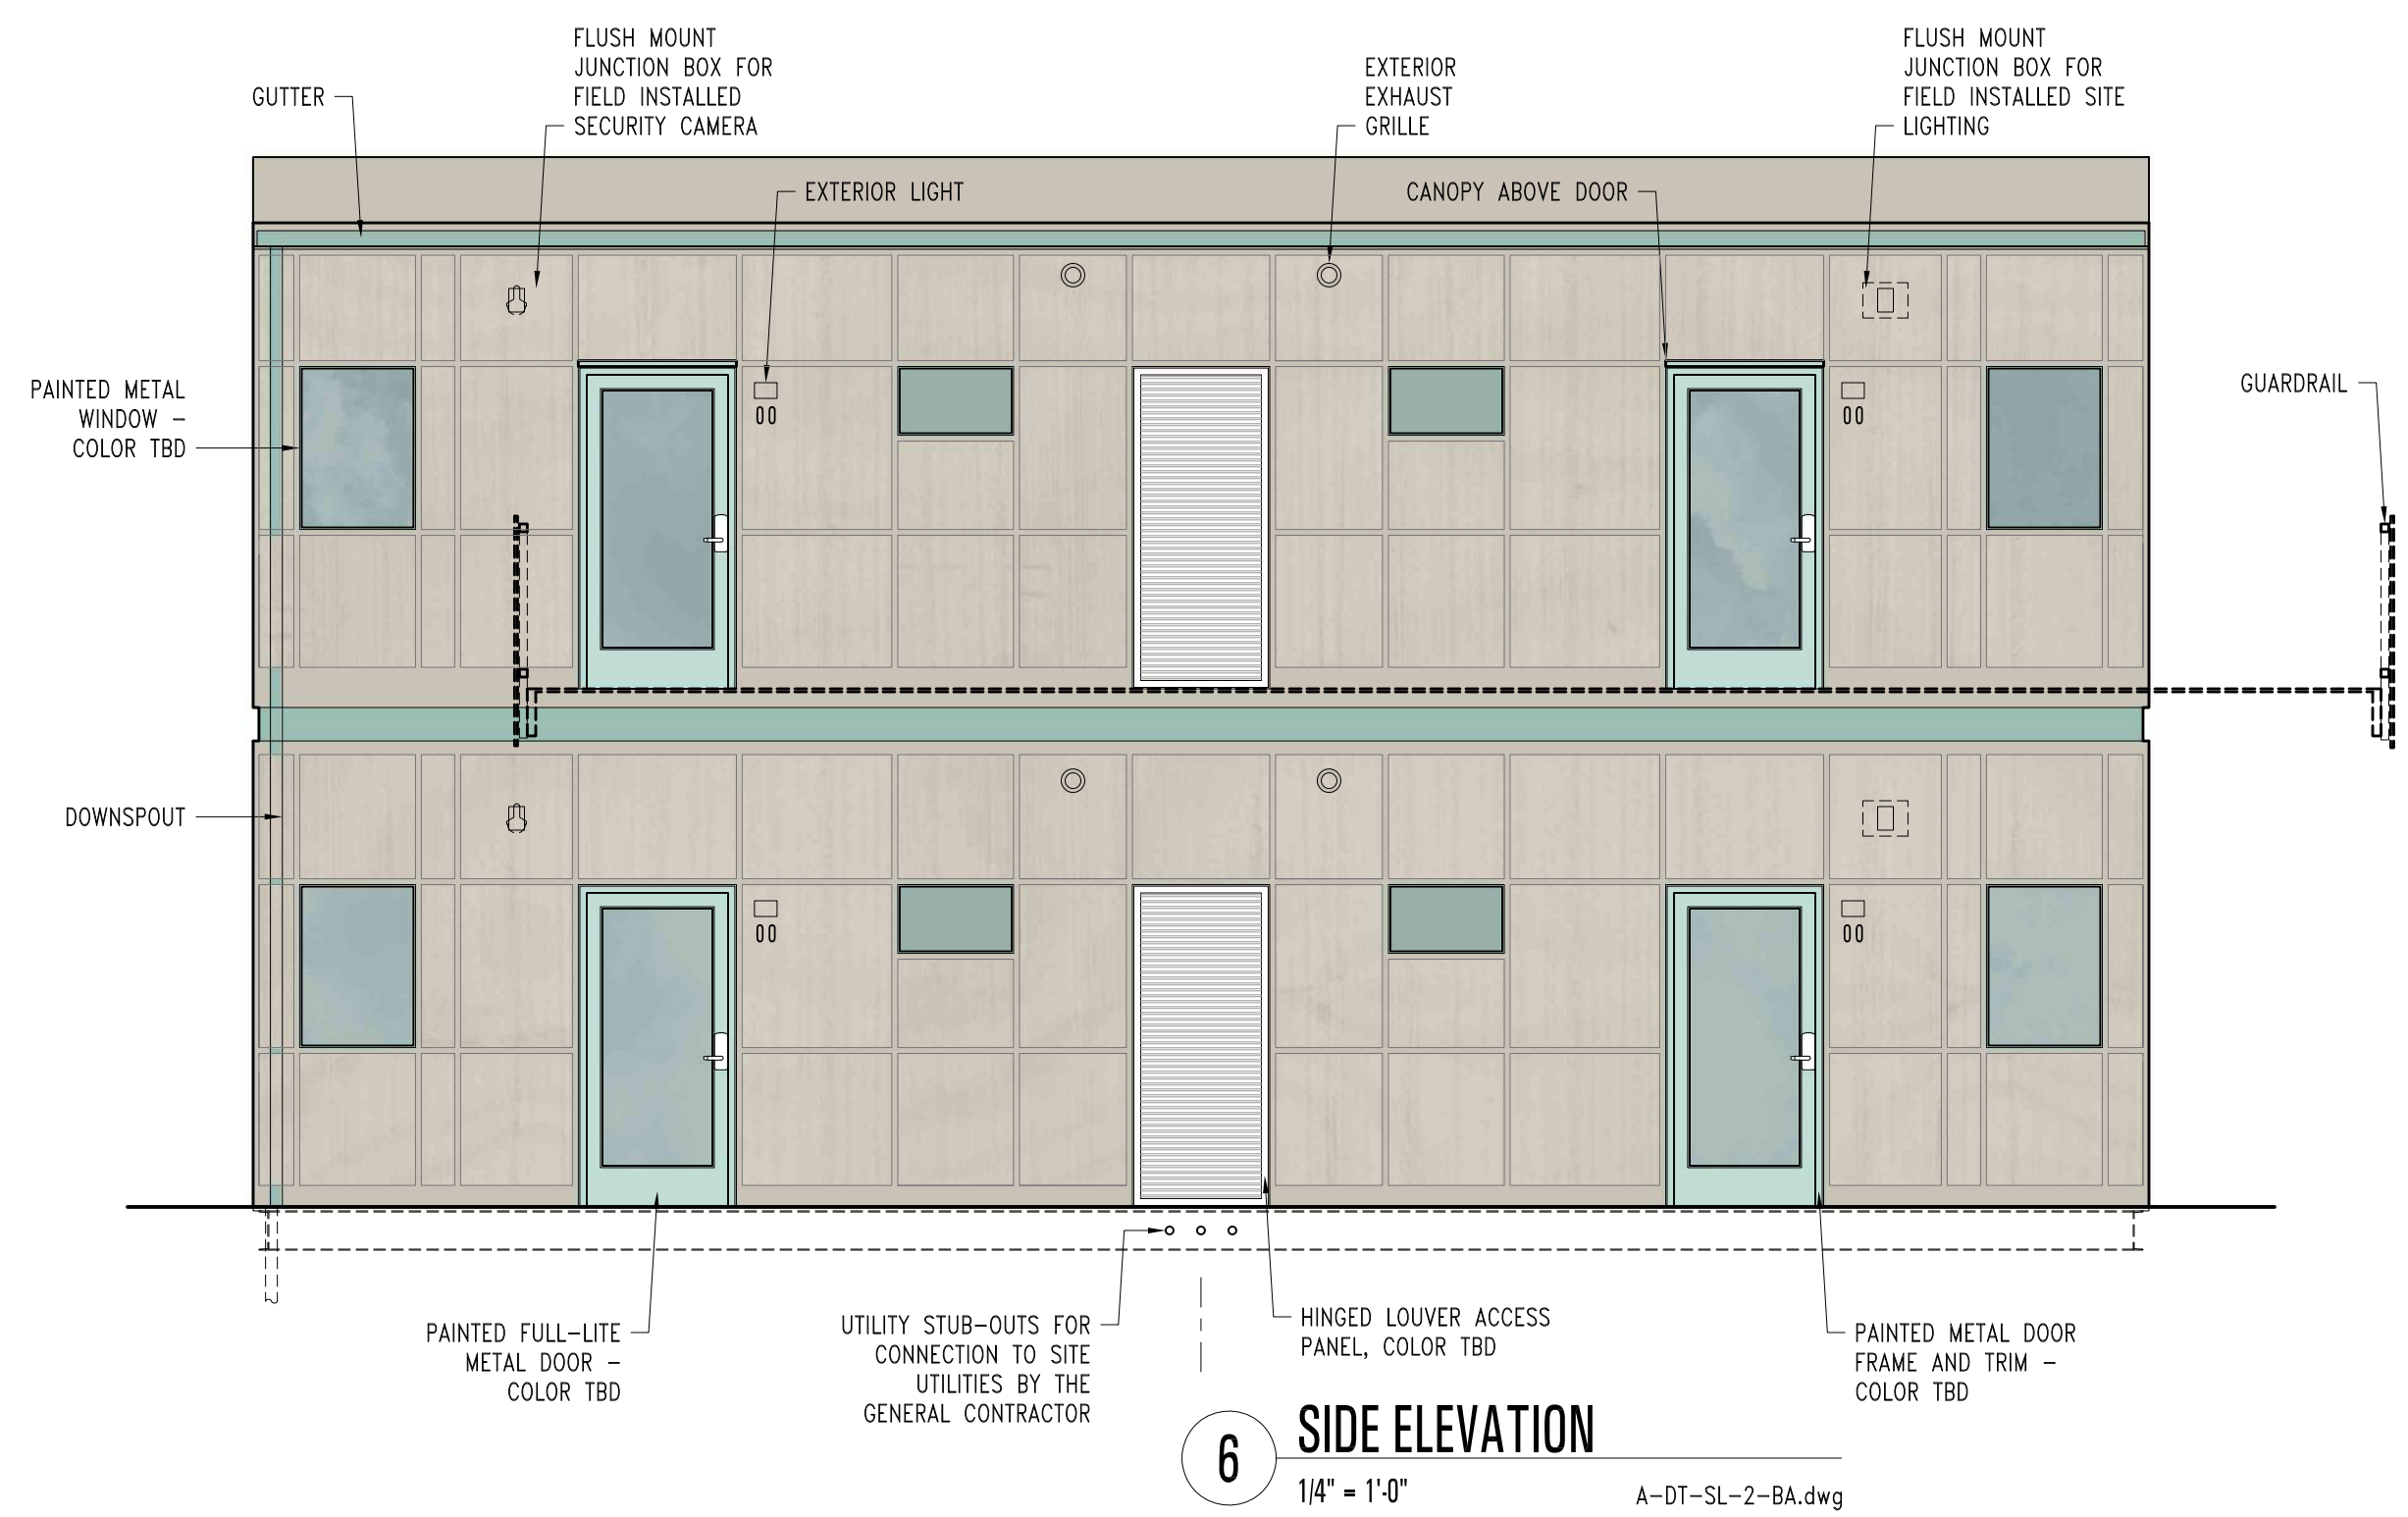 FLUSH MOUNT
JUNCTION BOX FOR
FIELD INSTALLED
SECURITY CAMERA
GUTTER
EXTERIOR
EXHAUST
GRILLE
FLUSH MOUNT
JUNCTION BOX FOR
FIELD INSTALLED SITE
LIGHTING
EXTERIOR LIGHT
CANOPY ABOVE DOOR
PAINTED METAL
WINDOW –
COLOR TBD
GUARDRAIL
DOWNSPOUT
PAINTED FULL–LITE
METAL DOOR –
COLOR TBD
UTILITY STUB–OUTS FOR
CONNECTION TO SITE
UTILITIES BY THE
GENERAL CONTRACTOR
HINGED LOUVER ACCESS
PANEL, COLOR TBD
PAINTED METAL DOOR
FRAME AND TRIM –
COLOR TBD
6
SIDE ELEVATION
1/4" = 1'-0"
A–DT–SL–2–BA.dwg